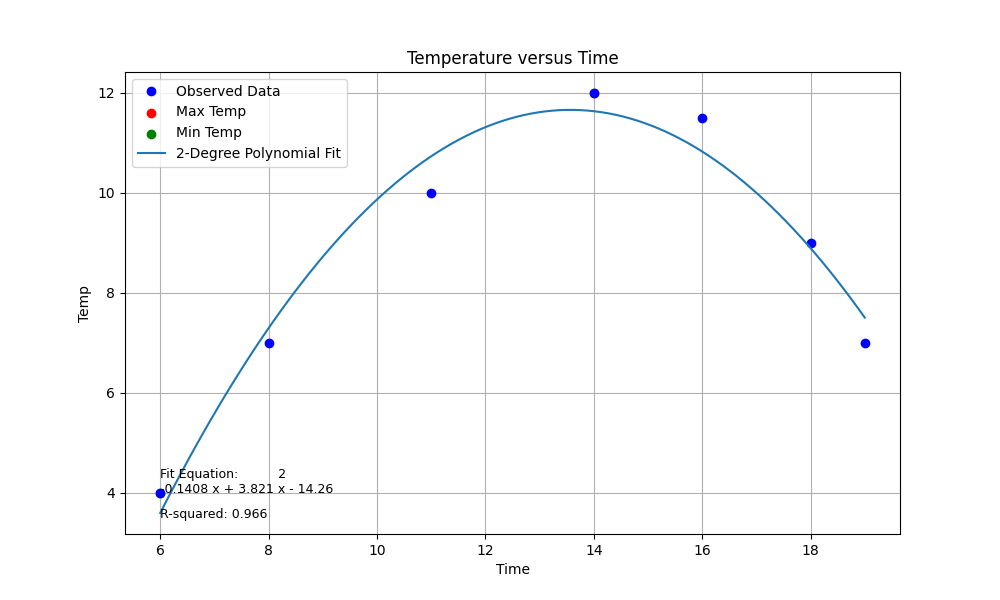 Temperature versus Time
Observed Data
Max Temp
Min Temp
2-Degree Polynomial Fit
Temp
12
10
8
6
4
Fit Equation: 2
0.1408 x + 3.821 x - 14.26
R-squared: 0.966
6 8 10 12 14 16 18
Time